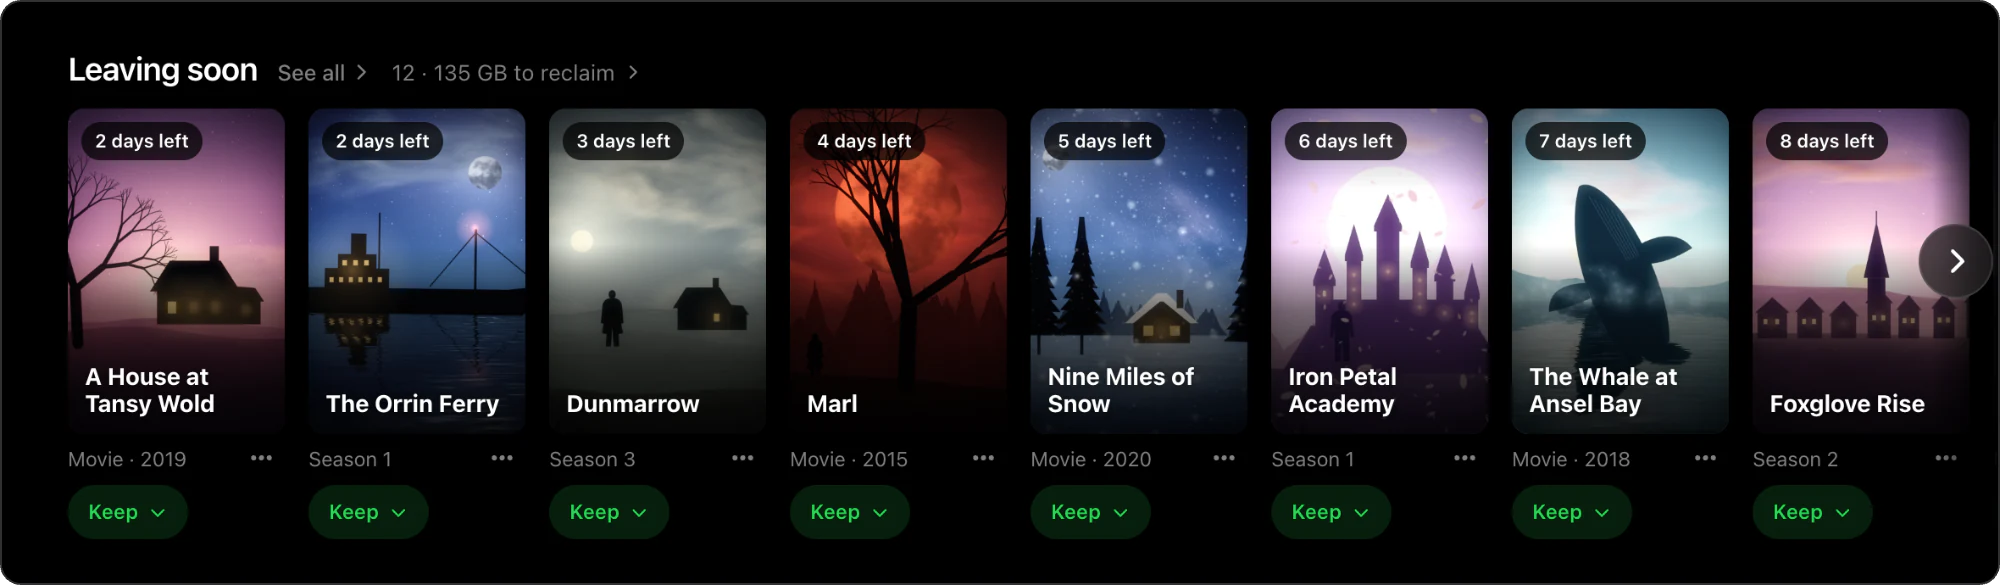 Leaving soon See all 12 · 135 GB to reclaim
2 days left
A House at
Tansy Wold
Movie · 2019
Keep
2 days left
The Orrin Ferry
Season 1
Keep
3 days left
Dunmarrow
Season 3
Keep
4 days left
Marl
Movie · 2015
Keep
5 days left
Nine Miles of
Snow
Movie · 2020
Keep
6 days left
Iron Petal
Academy
Season 1
Keep
7 days left
The Whale at
Ansel Bay
Movie · 2018
Keep
8 days left
Foxglove Rise
Season 2
Keep